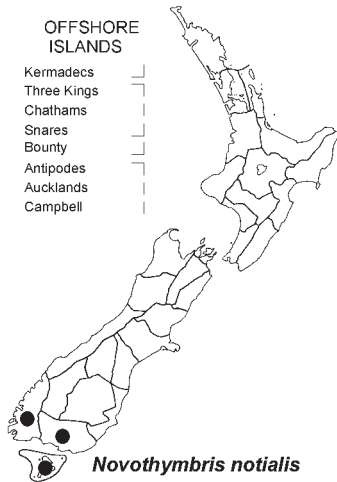 OFFSHORE
ISLANDS
Kermadecs
Three Kings
Chathams
Snares
Bounty
Antipodes
Aucklands
Campbell
Novothymbris notialis